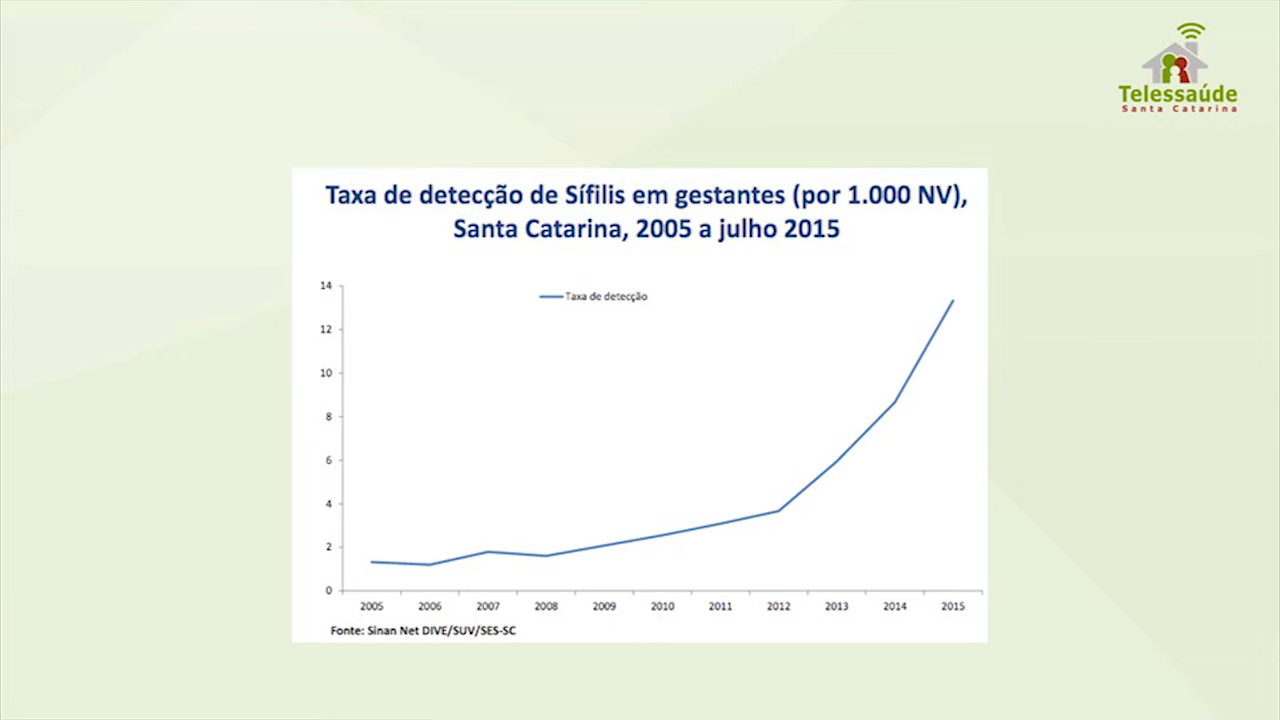 Telessaúde
Santa Catarina
Taxa de detecção de Sífilis em gestantes (por 1.000 NV),
Santa Catarina, 2005 a julho 2015
Taxa de detecção
14
12
10
8
6
4
2
0
2005 2006 2007 2008 2009 2010 2011 2012 2013 2014 2015
Fonte: Sinan Net DIVE/SUV/SES-SC